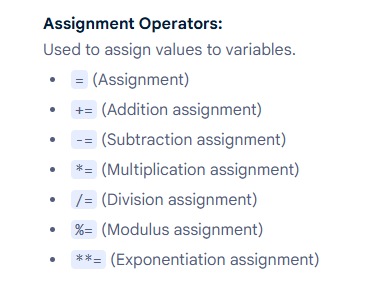 Assignment Operators:
Used to assign values to variables.
• = (Assignment)
• += (Addition assignment)
• -= (Subtraction assignment)
• *= (Multiplication assignment)
• /= (Division assignment)
• %= (Modulus assignment)
• **= (Exponentiation assignment)